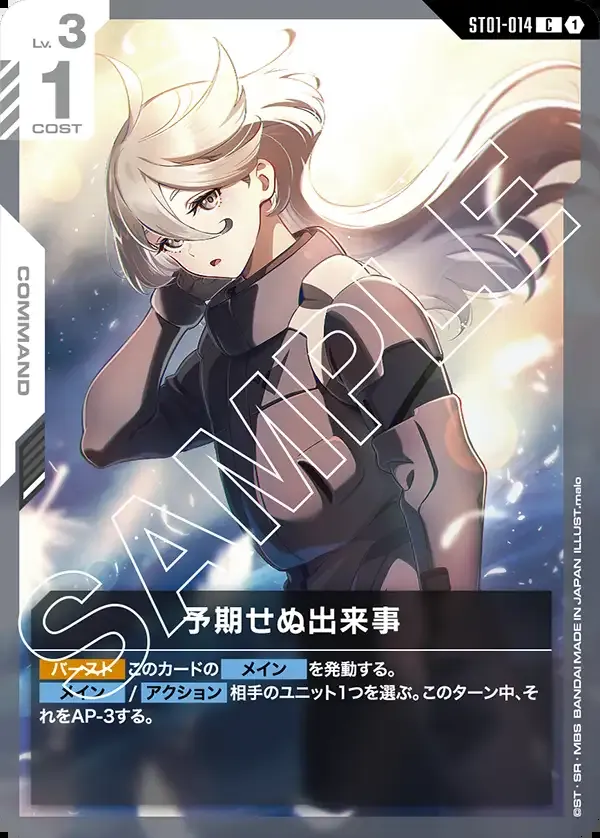 ST01-014 C 1
Lv. 3
1
COST
COMMAND
SAMPLE
予期せぬ出来事
バースト このカードの メイン を発動する。
メイン / アクション 相手のユニット1つを選ぶ。このターン中、そ
れをAP-3する。
©ST・SR・MBS BANDAI MADE IN JAPAN ILLUST.malo